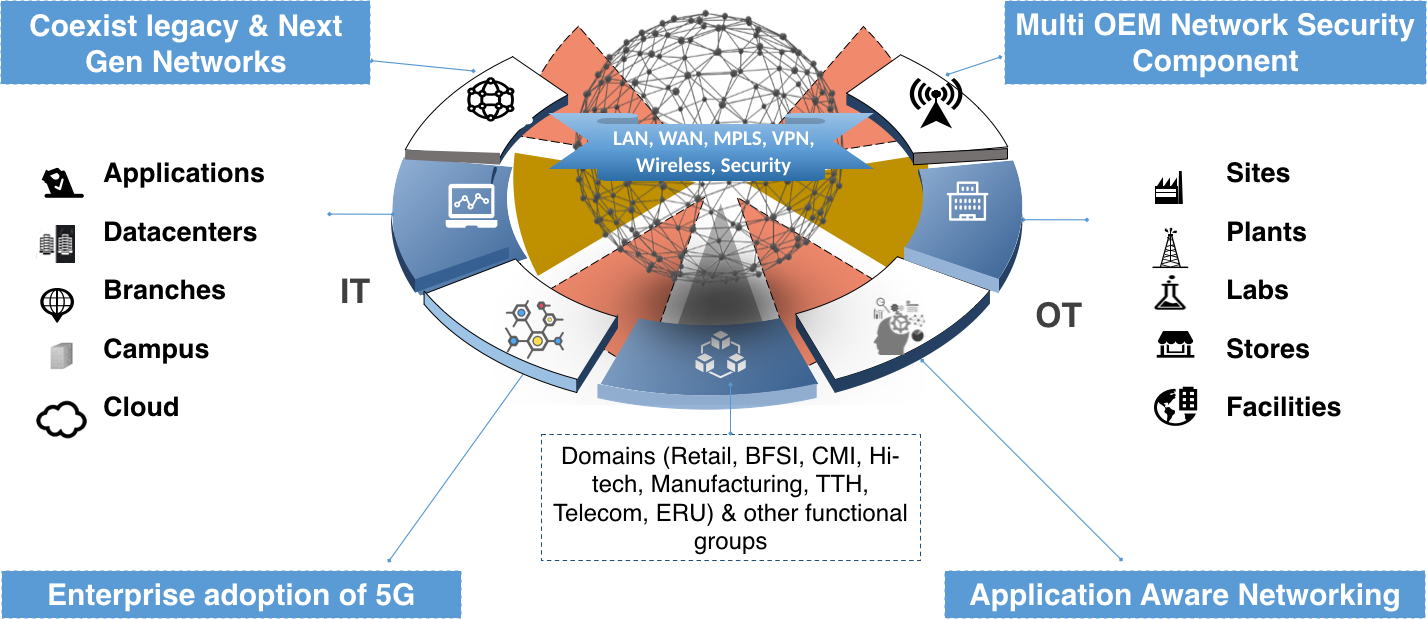 Coexist legacy & Next
Gen Networks
Multi OEM Network Security
Component
LAN, WAN, MPLS, VPN,
Wireless, Security
Applications
Datacenters
Branches
Campus
Cloud
IT
Sites
Plants
Labs
Stores
Facilities
OT
Domains (Retail, BFSI, CMI, Hi-
tech, Manufacturing, TTH,
Telecom, ERU) & other functional
groups
Enterprise adoption of 5G
Application Aware Networking